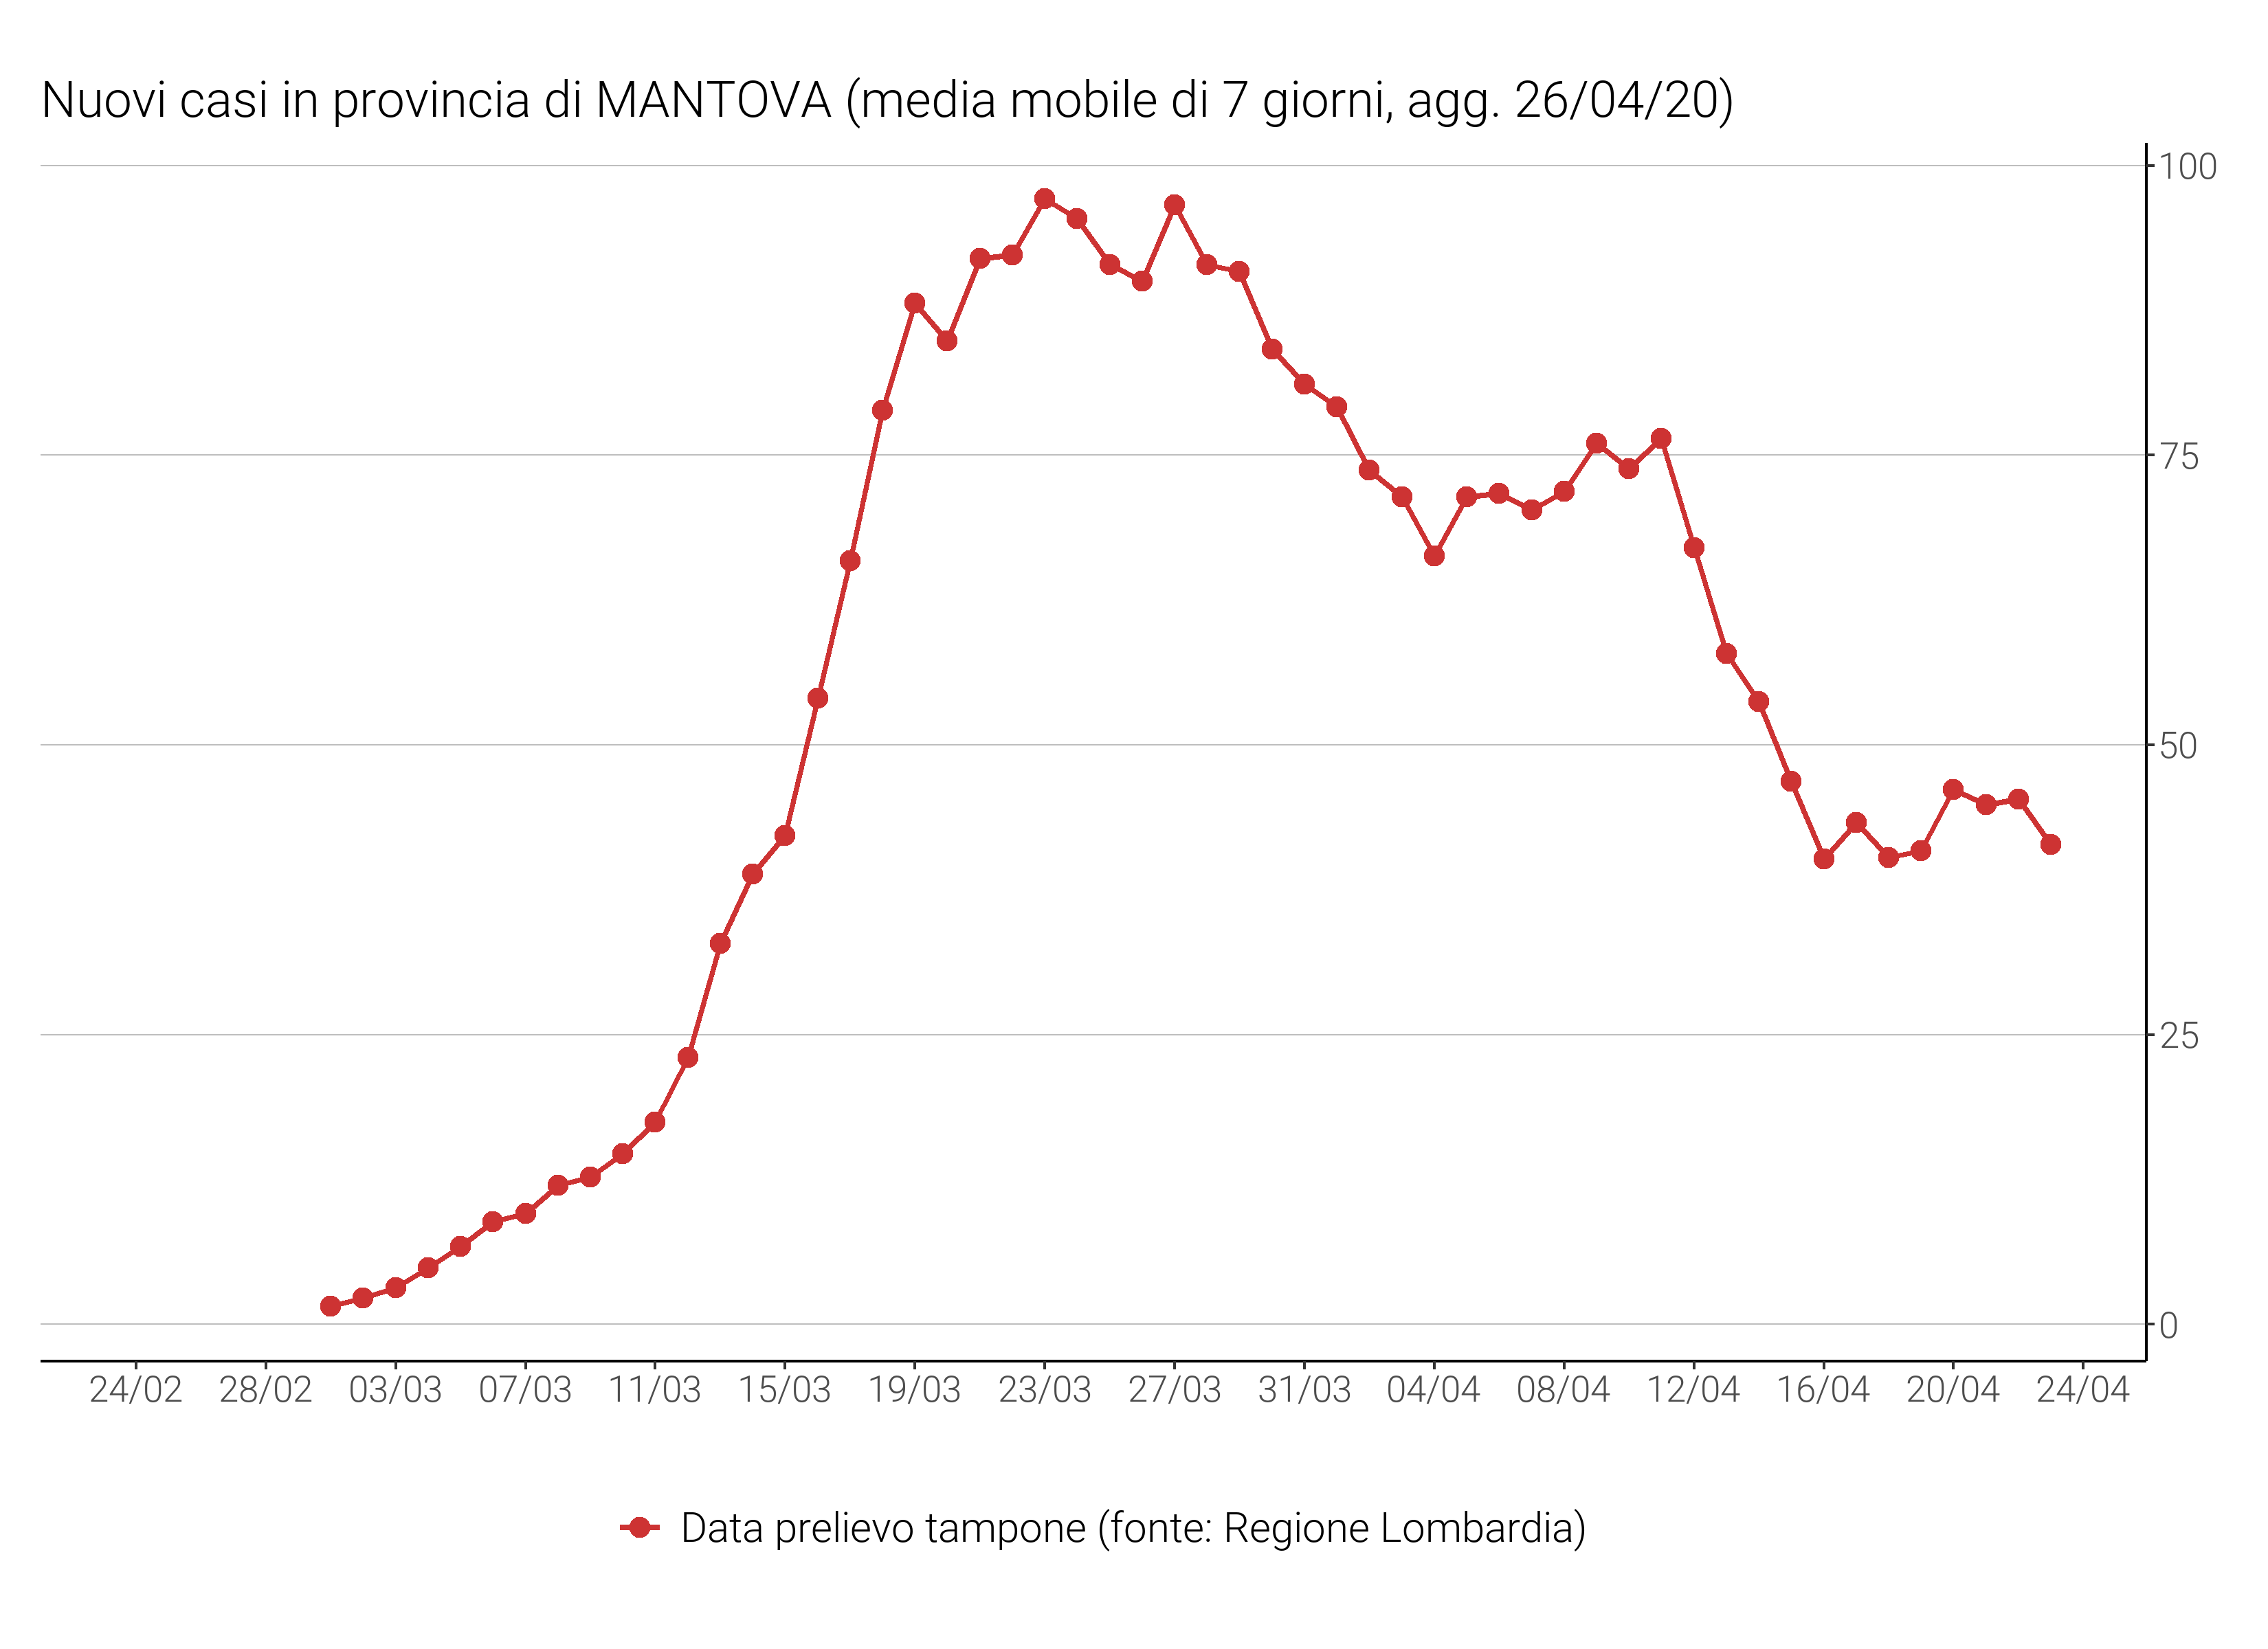 Nuovi casi in provincia di MANTOVA (media mobile di 7 giorni, agg. 26/04/20)
100
75
50
25
0
24/02 28/02 03/03 07/03 11/03 15/03 19/03 23/03 27/03 31/03 04/04 08/04 12/04 16/04 20/04 24/04
Data prelievo tampone (fonte: Regione Lombardia)